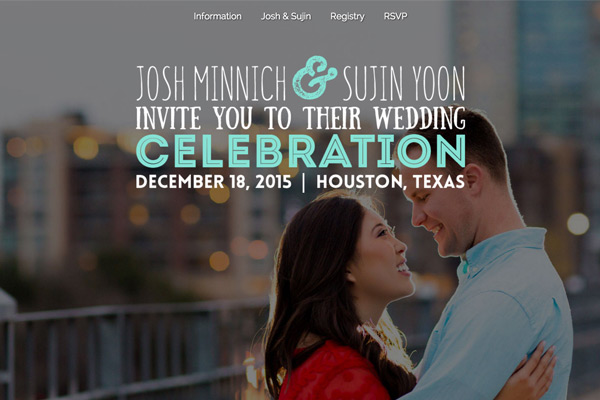 Information Josh & Sujin Registry RSVP
JOSH MINNICH & SUJIN YOON
INVITE YOU TO THEIR WEDDING
CELEBRATION
DECEMBER 18, 2015 | HOUSTON, TEXAS